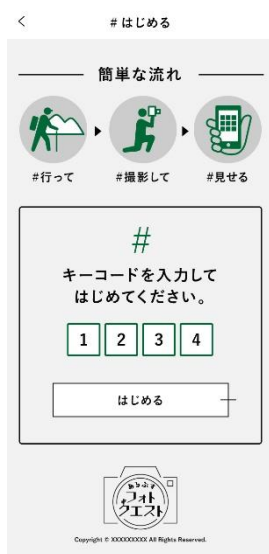 <
# はじめる
簡単な流れ
#行って
#撮影して
#見せる
#
キーコードを入力して
はじめてください。
1 2 3 4
はじめる
フォト
クエスト
Copyright © XXXXXXXXX All Rights Reserved.